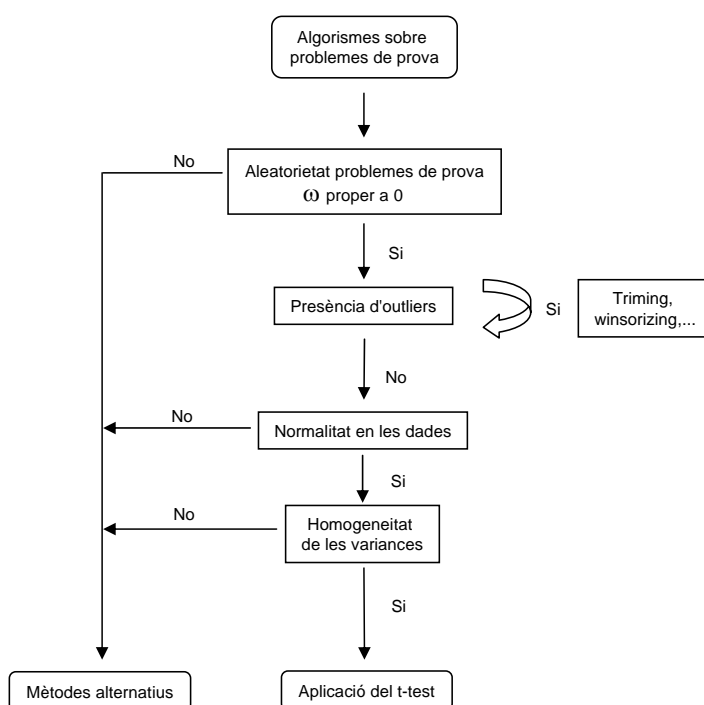 Algorismes sobre
problemes de prova
No
Aleatorietat problemes de prova
ω proper a 0
Si
Presència d'outliers
Si
Triming,
winsorizing,...
No
No
Normalitat en les dades
Si
No
Homogeneitat
de les variances
Si
Mètodes alternatius
Aplicació del t-test